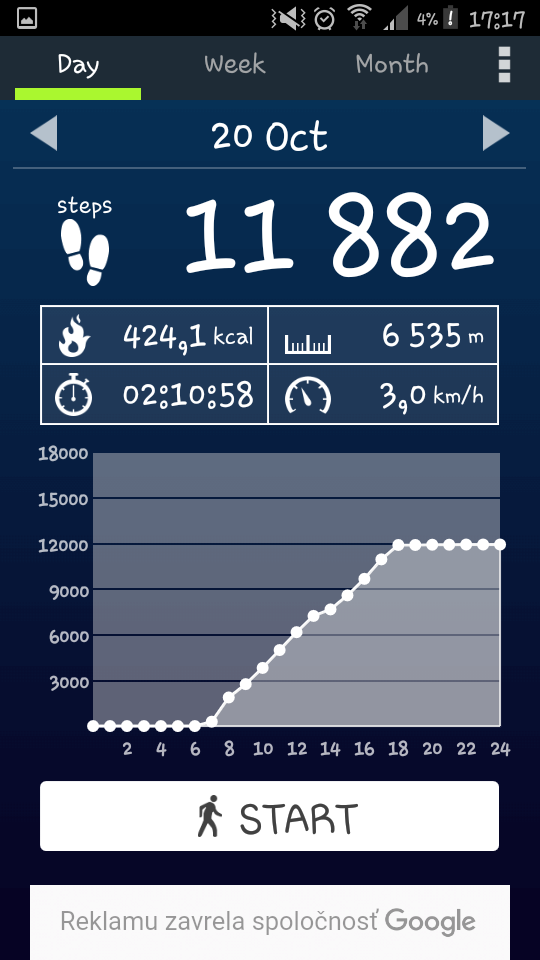 4% 17:17
Day Week Month
20 Oct
steps
11 882
424,1 kcal 6 535 m
02:10:58 3,0 km/h
18000
15000
12000
9000
6000
3000
2 4 6 8 10 12 14 16 18 20 22 24
START
Reklamu zavrela spoločnosť Google